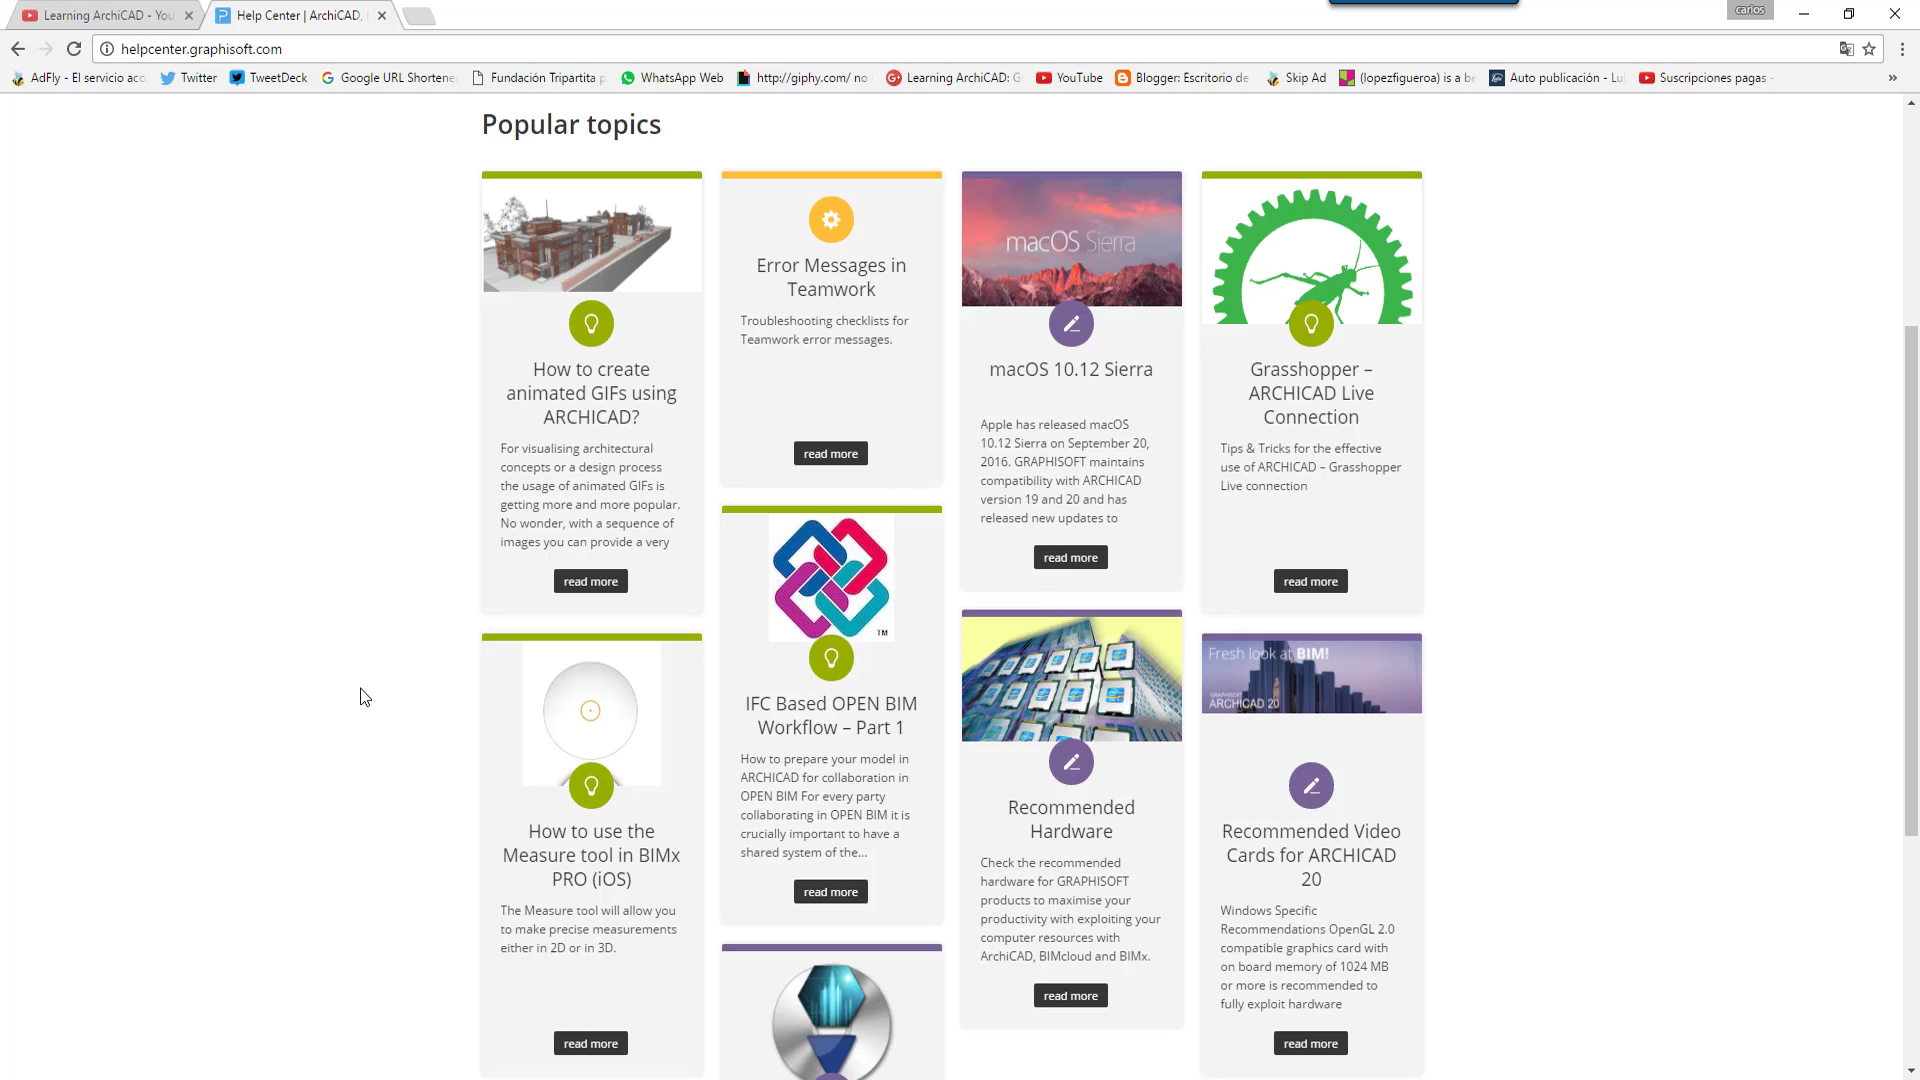 Learning ArchiCAD - You
Help Center | ArchiCAD,
carlos
helpcenter.graphisoft.com
AdFly - El servicio aco
Twitter
TweetDeck
Google URL Shortene
Fundación Tripartita p
WhatsApp Web
http://giphy.com/ no
Learning ArchiCAD: G
YouTube
Blogger: Escritorio de
Skip Ad
(lopezfigueroa) is a be
Auto publicación - Lu
Suscripciones pagas -
»
Popular topics
How to create
animated GIFs using
ARCHICAD?
For visualising architectural
concepts or a design process
the usage of animated GIFs is
getting more and more popular.
No wonder, with a sequence of
images you can provide a very
read more
How to use the
Measure tool in BIMx
PRO (iOS)
The Measure tool will allow you
to make precise measurements
either in 2D or in 3D.
read more
Error Messages in
Teamwork
Troubleshooting checklists for
Teamwork error messages.
read more
TM
IFC Based OPEN BIM
Workflow – Part 1
How to prepare your model in
ARCHICAD for collaboration in
OPEN BIM For every party
collaborating in OPEN BIM it is
crucially important to have a
shared system of the...
read more
macOS Sierra
macOS 10.12 Sierra
Apple has released macOS
10.12 Sierra on September 20,
2016. GRAPHISOFT maintains
compatibility with ARCHICAD
version 19 and 20 and has
released new updates to
read more
Recommended
Hardware
Check the recommended
hardware for GRAPHISOFT
products to maximise your
productivity with exploiting your
computer resources with
ArchiCAD, BIMcloud and BIMx.
read more
Grasshopper –
ARCHICAD Live
Connection
Tips & Tricks for the effective
use of ARCHICAD – Grasshopper
Live connection
read more
Fresh look at BIM!
GRAPHISOFT
ARCHICAD 20
Recommended Video
Cards for ARCHICAD
20
Windows Specific
Recommendations OpenGL 2.0
compatible graphics card with
on board memory of 1024 MB
or more is recommended to
fully exploit hardware
read more